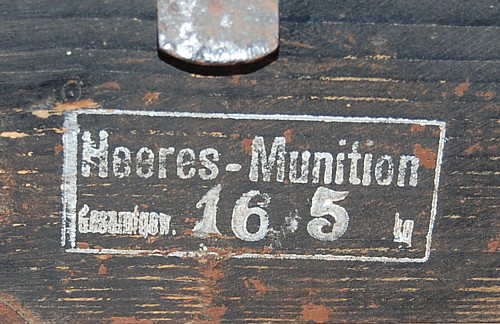 Heeres-Munition
Gesamtgew. 16,5 kg